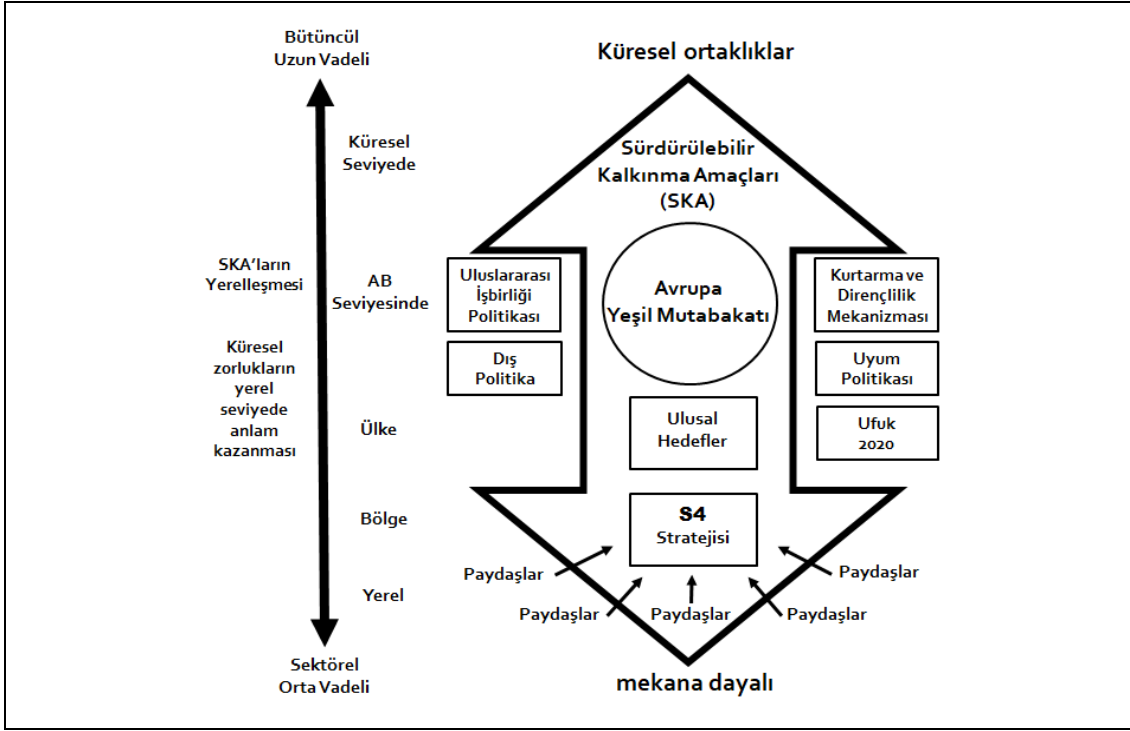 Bütüncül
Uzun Vadeli
Küresel
Seviyede
SKA'ların
Yerelleşmesi
AB
Seviyesinde
Küresel
zorlukların
yerel
seviyede
anlam
kazanması
Ülke
Bölge
Yerel
Sektörel
Orta Vadeli
Küresel ortaklıklar
Sürdürülebilir
Kalkınma Amaçları
(SKA)
Uluslararası
İşbirliği
Politikası
Dış
Politika
Avrupa
Yeşil Mutabakatı
Kurtarma ve
Dirençlilik
Mekanizması
Uyum
Politikası
Ufuk
2020
Ulusal
Hedefler
S4
Stratejisi
Paydaşlar
Paydaşlar
Paydaşlar
Paydaşlar
Paydaşlar
mekana dayalı